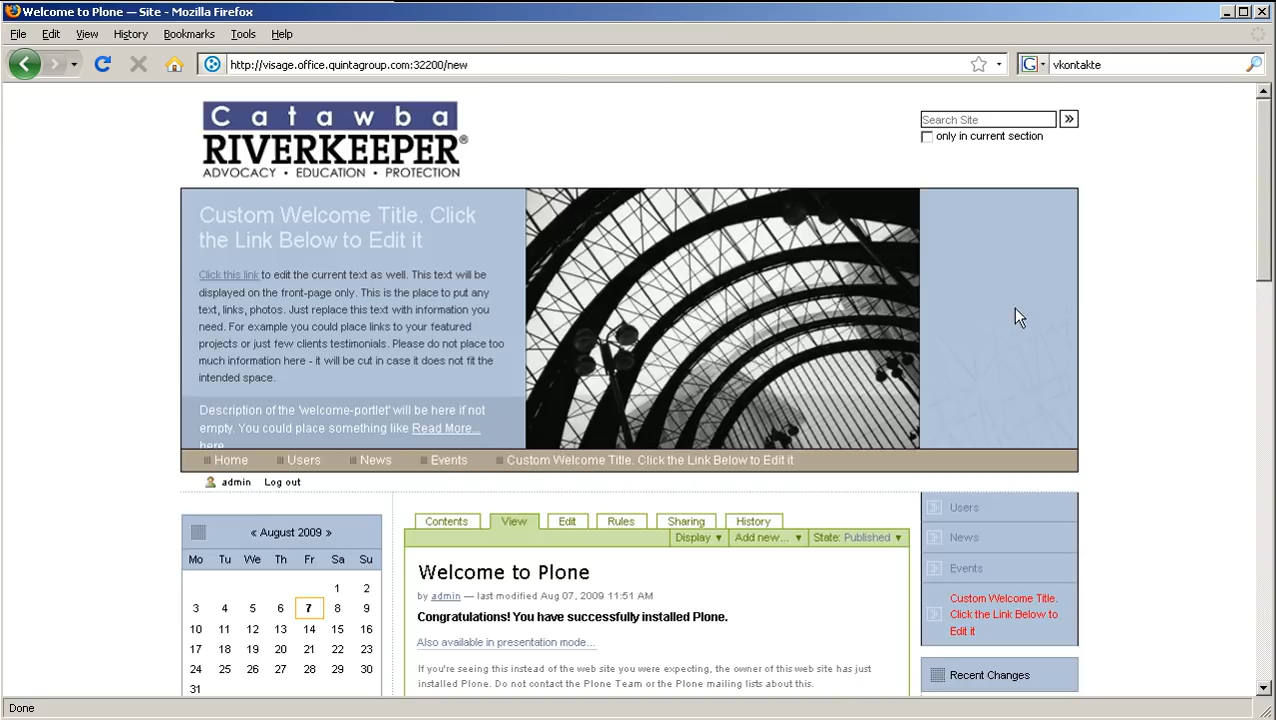 Welcome to Plone — Site - Mozilla Firefox
File Edit View History Bookmarks Tools Help
http://visage.office.quintagroup.com:32200/new
G vkontakte
Catawba
RIVERKEEPER®
ADVOCACY • EDUCATION • PROTECTION
Search Site »
only in current section
Custom Welcome Title. Click
the Link Below to Edit it
Click this link to edit the current text as well. This text will be
displayed on the front-page only. This is the place to put any
text, links, photos. Just replace this text with information you
need. For example you could place links to your featured
projects or just few clients testimonials. Please do not place too
much information here - it will be cut in case it does not fit the
intended space.
Description of the 'welcome-portlet' will be here if not
empty. You could place something like Read More...
here
Home Users News Events Custom Welcome Title. Click the Link Below to Edit it
admin Log out
« August 2009 »
Mo Tu We Th Fr Sa Su
1 2
3 4 5 6 7 8 9
10 11 12 13 14 15 16
17 18 19 20 21 22 23
24 25 26 27 28 29 30
31
Contents View Edit Rules Sharing History
Display ▼ Add new... ▼ State: Published ▼
Welcome to Plone
by admin — last modified Aug 07, 2009 11:51 AM
Congratulations! You have successfully installed Plone.
Also available in presentation mode...
If you're seeing this instead of the web site you were expecting, the owner of this web site has just
installed Plone. Do not contact the Plone Team or the Plone mailing lists about this.
Users
News
Events
Custom Welcome Title.
Click the Link Below to
Edit it
Recent Changes
Done